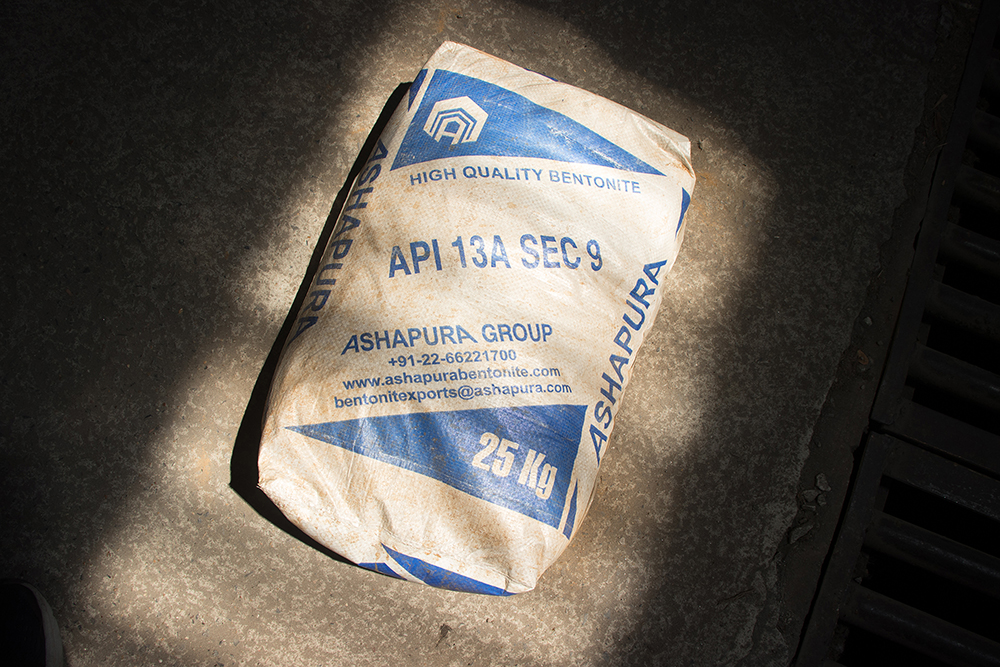 A
HIGH QUALITY BENTONITE
API 13A SEC 9
ASHAPURA GROUP
+91-22-66221700
www.ashapurabentonite.com
bentonitexports@ashapura.com
25 Kg
ASHAPURA
ASHAPURA